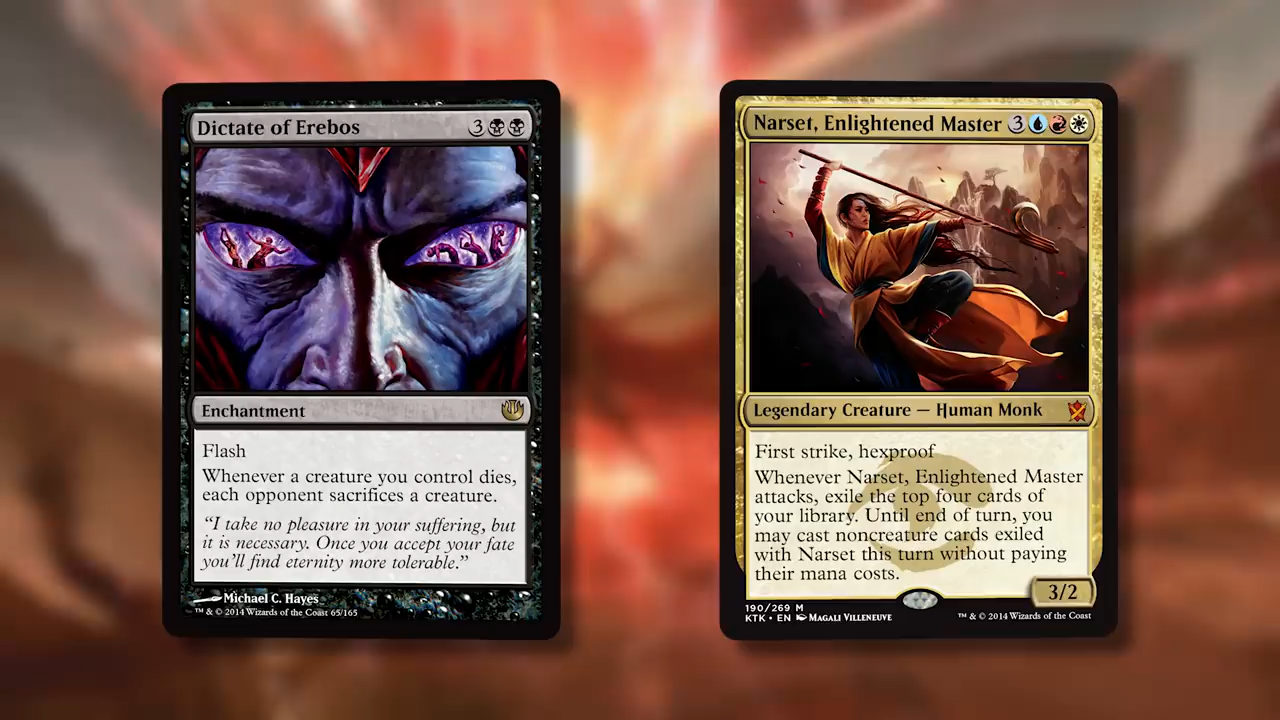 Dictate of Erebos 3
Enchantment
Flash
Whenever a creature you control dies,
each opponent sacrifices a creature.
“I take no pleasure in your suffering, but
it is necessary. Once you accept your fate
you’ll find eternity more tolerable.”
Michael C. Hayes
™ & © 2014 Wizards of the Coast 65/165
Narset, Enlightened Master 3
Legendary Creature — Human Monk
First strike, hexproof
Whenever Narset, Enlightened Master
attacks, exile the top four cards of
your library. Until end of turn, you
may cast noncreature cards exiled
with Narset this turn without paying
their mana costs.
3/2
190/269 M
KTK • EN Magali Villeneuve ™ & © 2014 Wizards of the Coast